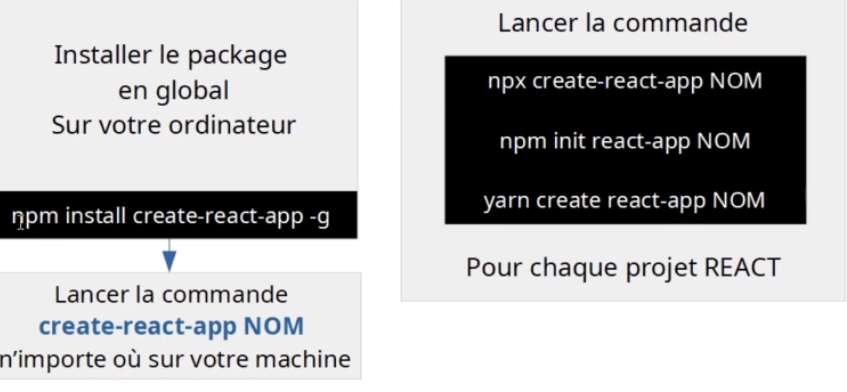 Installer le package
en global
Sur votre ordinateur
npm install create-react-app -g
Lancer la commande
create-react-app NOM
n'importe où sur votre machine
Lancer la commande
npx create-react-app NOM
npm init react-app NOM
yarn create react-app NOM
Pour chaque projet REACT